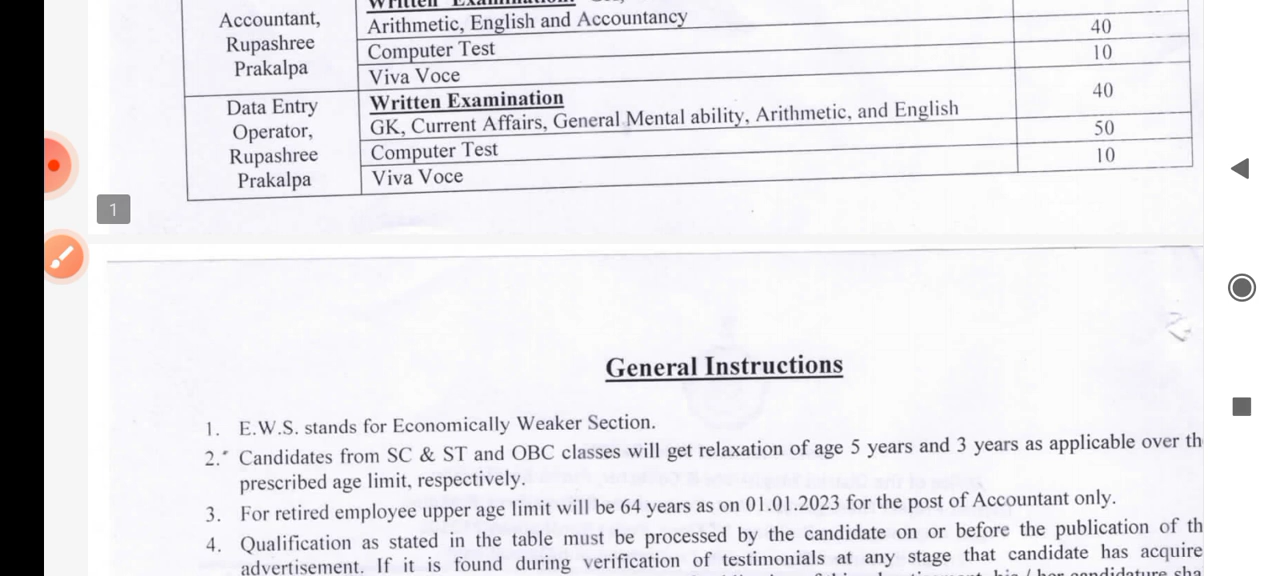 Accountant,
Rupashree
Prakalpa
Written Examination:
Arithmetic, English and Accountancy
Computer Test
40
Viva Voce
10
Data Entry
Operator,
Rupashree
Prakalpa
Written Examination
GK, Current Affairs, General Mental ability, Arithmetic, and English
40
Computer Test
50
Viva Voce
10
1
General Instructions
1. E.W.S. stands for Economically Weaker Section.
2. Candidates from SC & ST and OBC classes will get relaxation of age 5 years and 3 years as applicable over th
prescribed age limit, respectively.
3. For retired employee upper age limit will be 64 years as on 01.01.2023 for the post of Accountant only.
4. Qualification as stated in the table must be processed by the candidate on or before the publication of th
advertisement. If it is found during verification of testimonials at any stage that candidate has acquire
his / her candidature sha